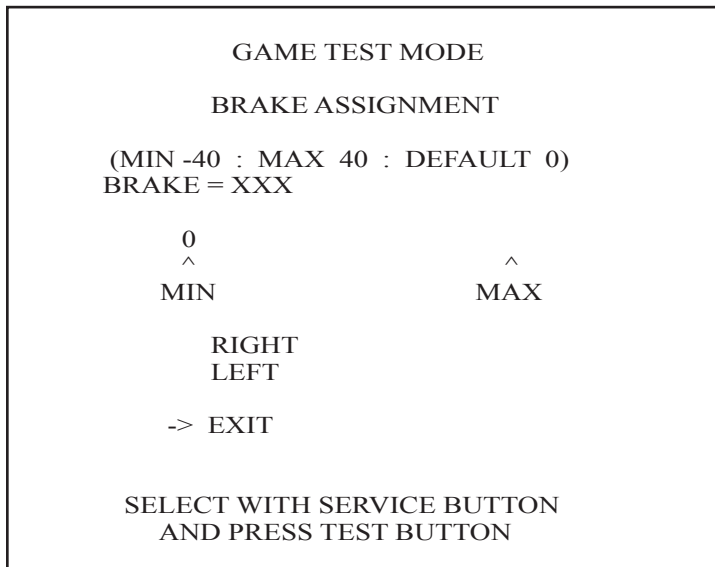 GAME TEST MODE
BRAKE ASSIGNMENT
(MIN -40 : MAX 40 : DEFAULT 0)
BRAKE = XXX
0
^ ^
MIN MAX
RIGHT
LEFT
-> EXIT
SELECT WITH SERVICE BUTTON
AND PRESS TEST BUTTON